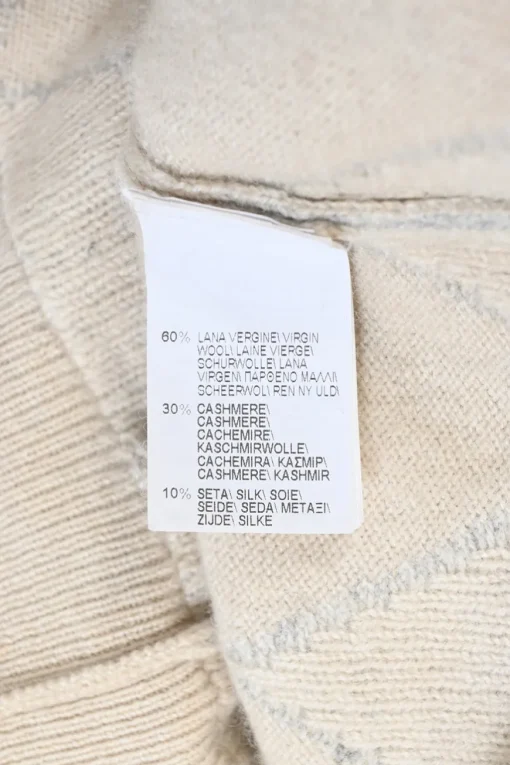 60% LANA VERGINE\ VIRGIN
WOOL\ LAINE VIERGE\
SCHURWOLLE\ LANA
VIRGEN\ ΠΑΡΘΕΝΟ ΜΑΛΛΙ\
SCHEERWOL\ REN NY ULD\
30% CASHMERE\
CASHMERE\
CACHEMIRE\
KASCHMIRWOLLE\
CACHEMIRA\ ΚΑΣΜΙΡ\
CASHMERE\ KASHMIR
10% SETA\ SILK\ SOIE\
SEIDE\ SEDA\ ΜΕΤΑΞΙ\
ZIJDE\ SILKE